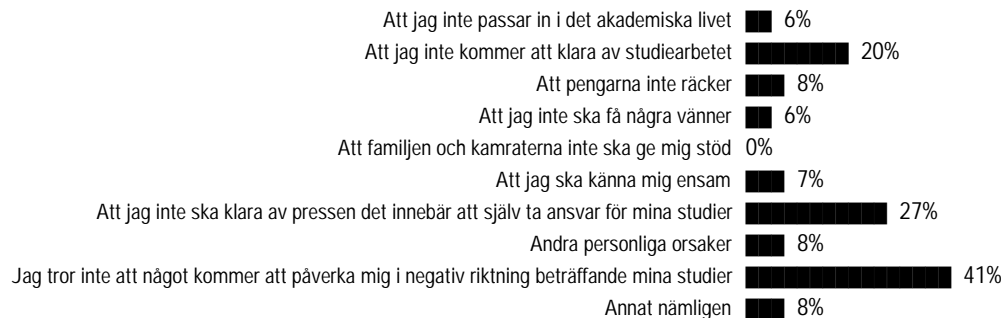 Att jag inte passar in i det akademiska livet 6%
Att jag inte kommer att klara av studiearbetet 20%
Att pengarna inte räcker 8%
Att jag inte ska få några vänner 6%
Att familjen och kamraterna inte ska ge mig stöd 0%
Att jag ska känna mig ensam 7%
Att jag inte ska klara av pressen det innebär att själv ta ansvar för mina studier 27%
Andra personliga orsaker 8%
Jag tror inte att något kommer att påverka mig i negativ riktning beträffande mina studier 41%
Annat nämligen 8%